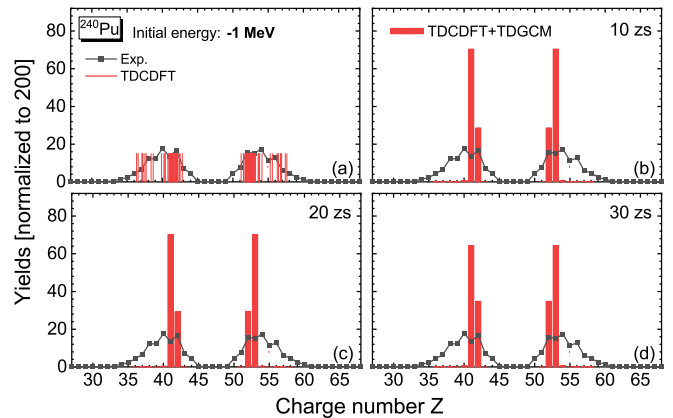 240Pu
Initial energy: -1 MeV
Exp.
TDCDFT
(a)
TDCDFT+TDGCM
10 zs
(b)
20 zs
(c)
30 zs
(d)
80
60
40
20
0
80
60
40
20
0
30 35 40 45 50 55 60 65
30 35 40 45 50 55 60 65
Yields [normalized to 200]
Charge number Z